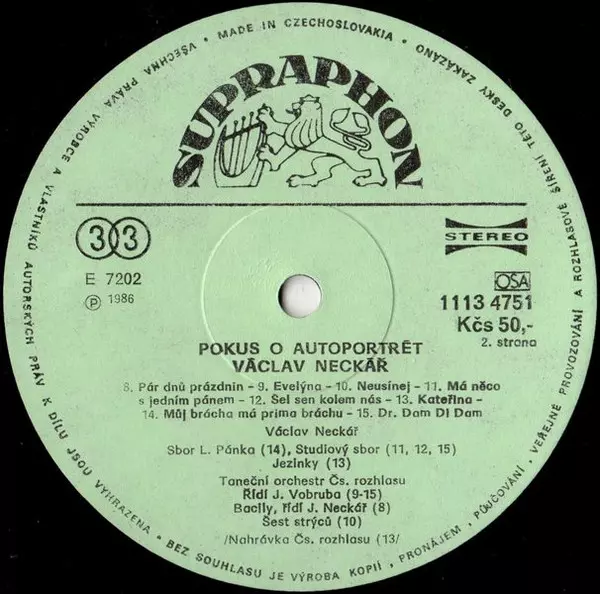 MADE IN CZECHOSLOVAKIA • ROZMNOŽOVÁNÍ A ŠÍŘENÍ TÉTO DESKY ZAKÁZÁNO
VŠECHNA PRÁVA VÝROBCE A VLASTNÍKŮ AUTORSKÝCH PRÁV K DÍLU JSOU VYHRAZENA • BEZ SOUHLASU JE VÝROBA KOPIÍ, PRONÁJEM, PŮJČOVÁNÍ, VEŘEJNÉ PROVOZOVÁNÍ A ROZHLASOVÉ ŠÍŘENÍ TÉTO DESKY ZAKÁZÁNO •
SUPRAPHON
33
STEREO
E 7202
OSA
℗ 1986
1113 4751
Kčs 50,-
2. strana
POKUS O AUTOPORTRÉT
VÁCLAV NECKÁŘ
8. Pár dnů prázdnin - 9. Evelýna - 10. Neusínej - 11. Má něco
s jedním pánem - 12. Šel sen kolem nás - 13. Kateřina -
14. Můj brácha má prima bráchu - 15. Dr. Dam Di Dam
Václav Neckář
Sbor L. Pánka (14), Studiový sbor (11, 12, 15)
Jezinky (13)
Taneční orchestr Čs. rozhlasu
Řídí J. Vobruba (9-15)
Bacily, řídí J. Neckář (8)
Šest strýců (10)
/Nahrávka Čs. rozhlasu (13/